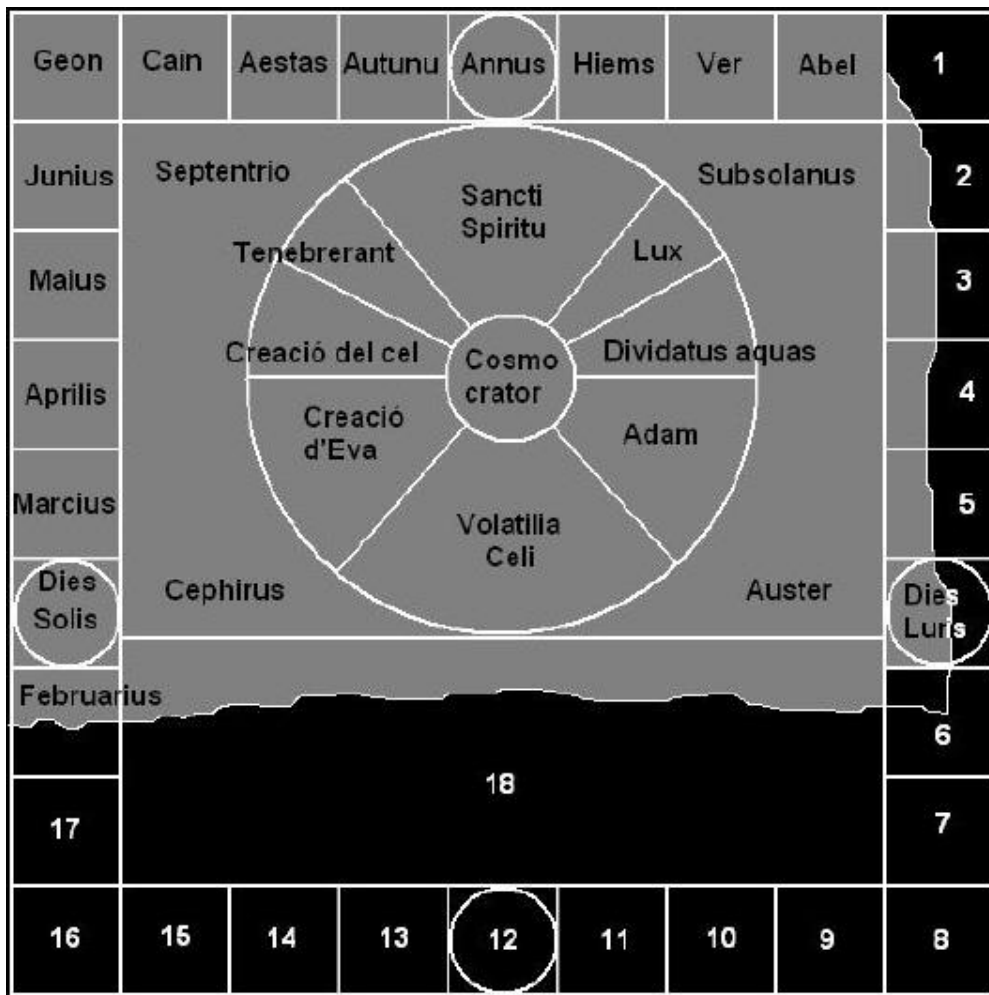 Geon Cain Aestas Autunu Annus Hiems Ver Abel 1
Junius Septentrio Subsolanus 2
Sancti
Spiritu
Tenebrerant Lux
Maius 3
Creació del cel Cosmo
crator Dividatus aquas
Aprilis 4
Creació
d'Eva Adam
Marcius 5
Volatilia
Celi
Dies
Solis Cephirus Auster Dies
Luris
Februarius 6
18
17 7
16 15 14 13 12 11 10 9 8